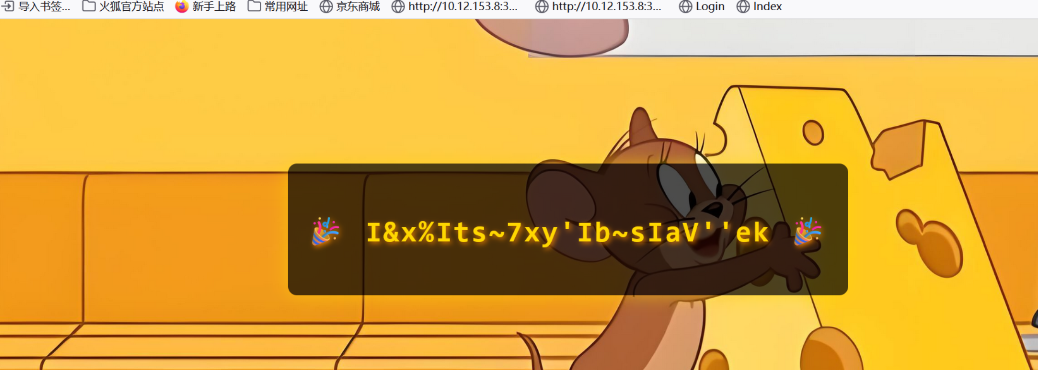 导入书签... 火狐官方站点 新手上路 常用网址 京东商城 http://10.12.153.8:3... http://10.12.153.8:3... Login Index
🎉 I&x%Its~7xy'Ib~sIaV''ek 🎉